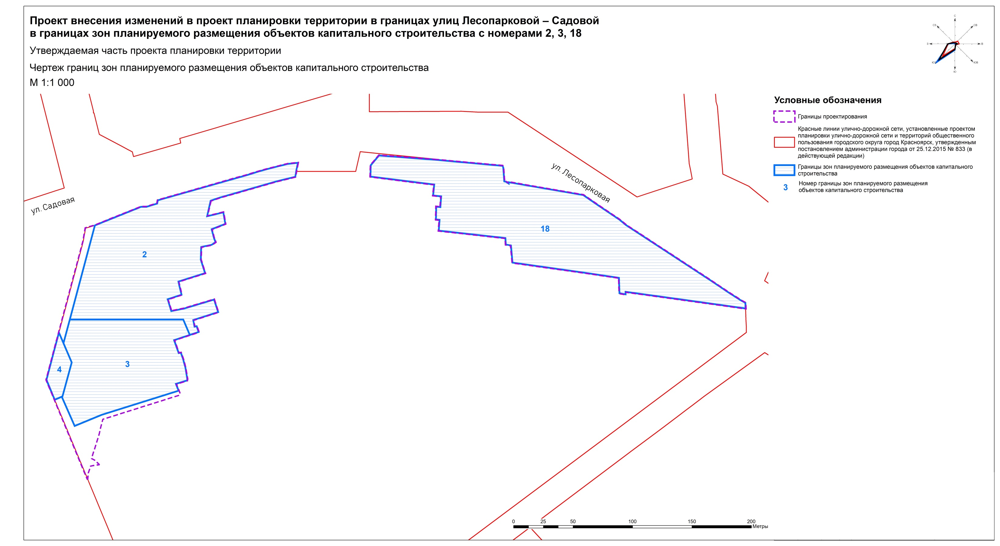 Проект внесения изменений в проект планировки территории в границах улиц Лесопарковой – Садовой
в границах зон планируемого размещения объектов капитального строительства с номерами 2, 3, 18
Утверждаемая часть проекта планировки территории
Чертеж границ зон планируемого размещения объектов капитального строительства
М 1:1 000
С
СЗ
СВ
З
В
ЮЗ
ЮВ
Ю
Условные обозначения
Границы проектирования
Красные линии улично-дорожной сети, установленные проектом
планировки улично-дорожной сети и территорий общественного
пользования городского округа город Красноярск, утвержденным
постановлением администрации города от 25.12.2015 № 833 (в
действующей редакции)
Границы зон планируемого размещения объектов капитального
строительства
3
Номер границы зон планируемого размещения
объектов капитального строительства
ул. Садовая
ул. Лесопарковая
18
2
3
4
0 25 50 100 150 200
Метры